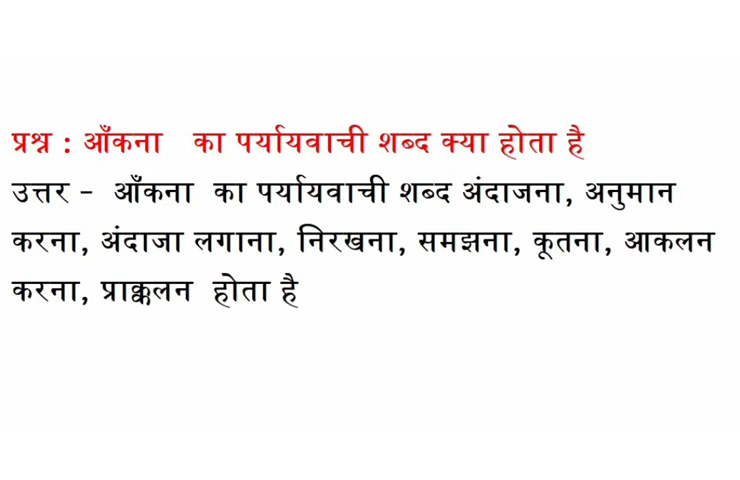 प्रश्न : आँकना का पर्यायवाची शब्द क्या होता है
उत्तर - आँकना का पर्यायवाची शब्द अंदाजना, अनुमान
करना, अंदाजा लगाना, निरखना, समझना, कूतना, आकलन
करना, प्राक्कलन होता है